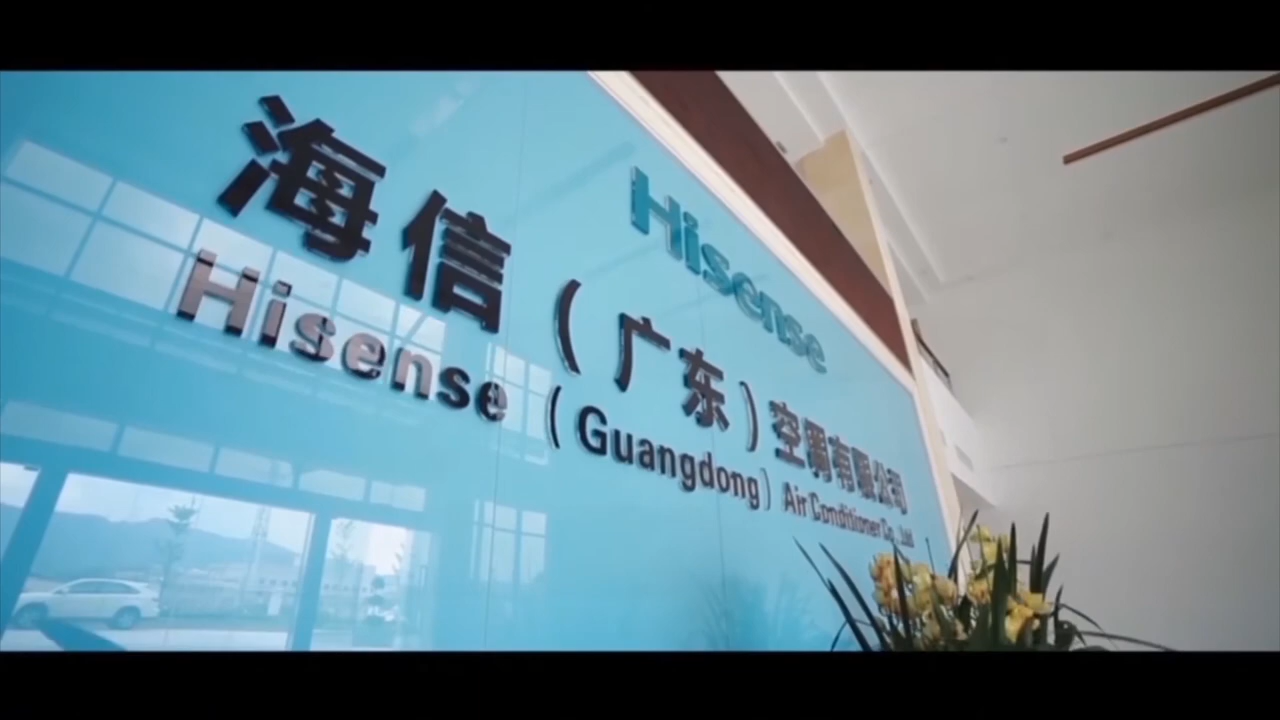 Hisense
海信（广东）空调有限公司
Hisense（Guangdong）Air Conditioner Co.,Ltd